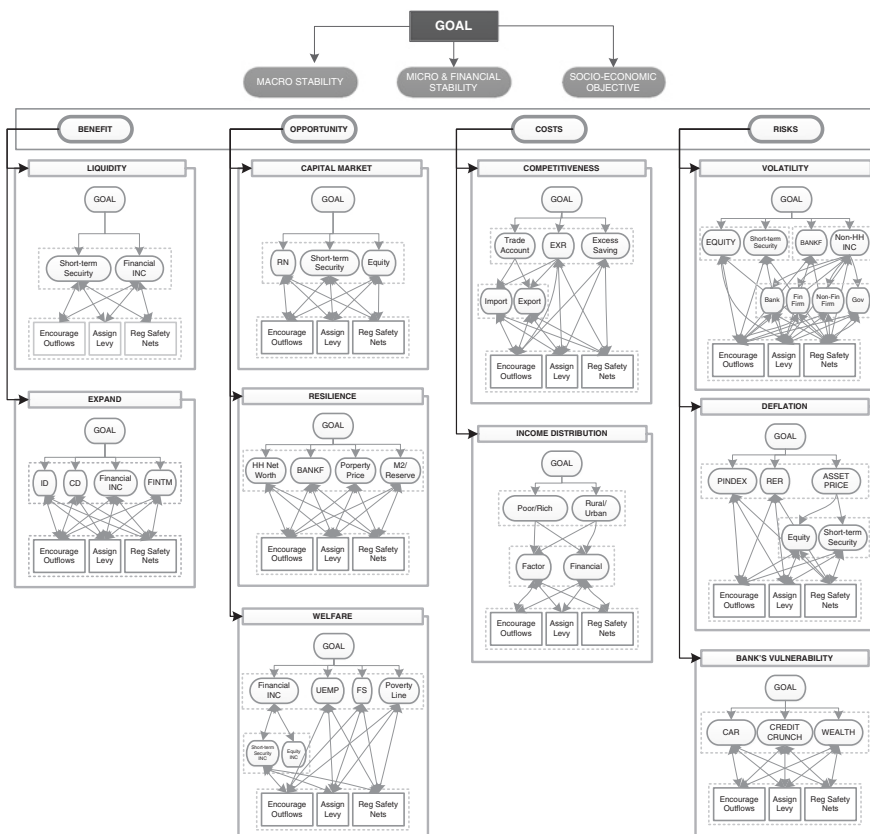 GOAL
MACRO STABILITY
MICRO & FINANCIAL
STABILITY
SOCIO-ECONOMIC
OBJECTIVE
BENEFIT
OPPORTUNITY
COSTS
RISKS
LIQUIDITY
GOAL
Short-term
Secuirty
Financial
INC
Encourage
Outflows
Assign
Levy
Reg Safety
Nets
EXPAND
GOAL
ID
CD
Financial
INC
FINTM
Encourage
Outflows
Assign
Levy
Reg Safety
Nets
CAPITAL MARKET
GOAL
RN
Short-term
Security
Equity
Encourage
Outflows
Assign
Levy
Reg Safety
Nets
RESILIENCE
GOAL
HH Net
Worth
BANKF
Porperty
Price
M2/
Reserve
Encourage
Outflows
Assign
Levy
Reg Safety
Nets
WELFARE
GOAL
Financial
INC
UEMP
FS
Poverty
Line
Short-term
Security
INC
Equity
INC
Encourage
Outflows
Assign
Levy
Reg Safety
Nets
COMPETITIVENESS
GOAL
Trade
Account
EXR
Excess
Saving
Import
Export
Encourage
Outflows
Assign
Levy
Reg Safety
Nets
INCOME DISTRIBUTION
GOAL
Poor/Rich
Rural/
Urban
Factor
Financial
Encourage
Outflows
Assign
Levy
Reg Safety
Nets
VOLATILITY
GOAL
EQUITY
Short-term
Security
BANKF
Non-HH
INC
Bank
Fin
Firm
Non-Fin
Firm
Gov
Encourage
Outflows
Assign
Levy
Reg Safety
Nets
DEFLATION
GOAL
PINDEX
RER
ASSET
PRICE
Equity
Short-term
Security
Encourage
Outflows
Assign
Levy
Reg Safety
Nets
BANK'S VULNERABILITY
GOAL
CAR
CREDIT
CRUNCH
WEALTH
Encourage
Outflows
Assign
Levy
Reg Safety
Nets